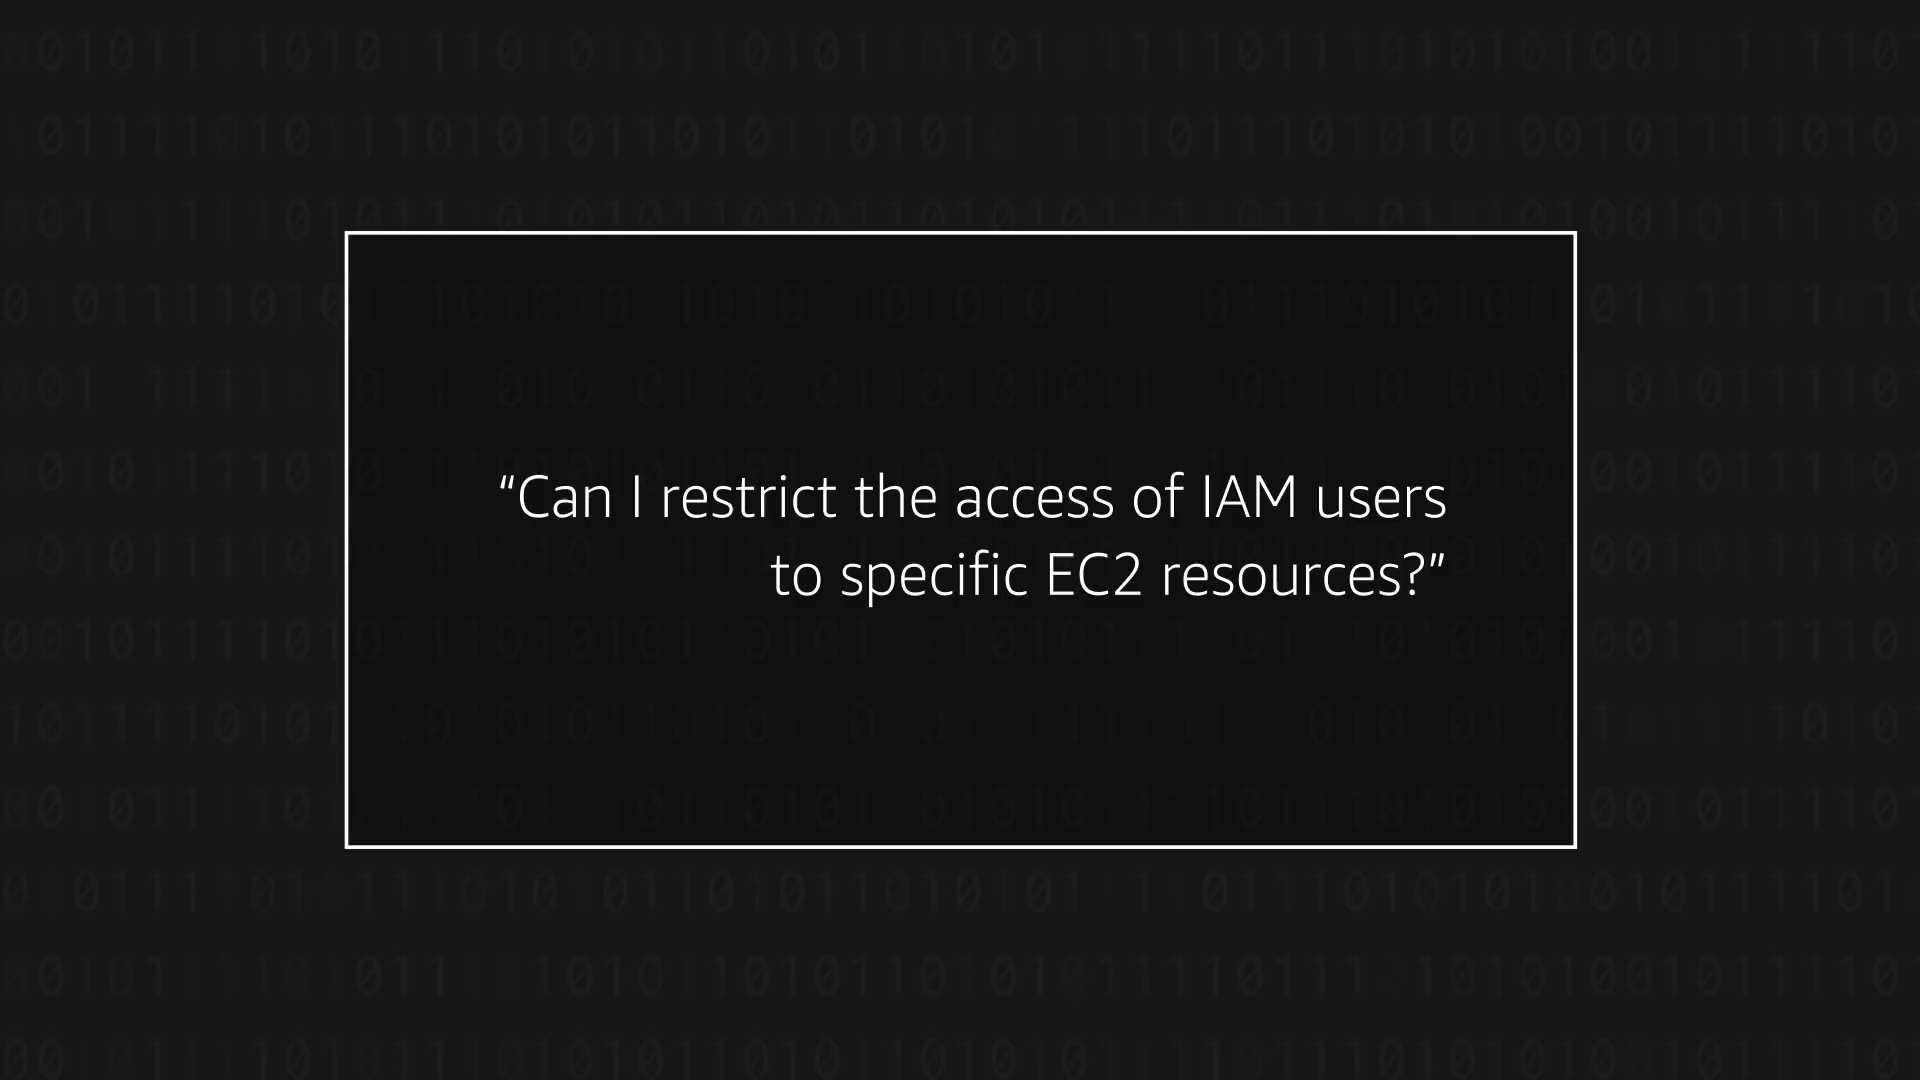 “Can I restrict the access of IAM users
to specific EC2 resources?”